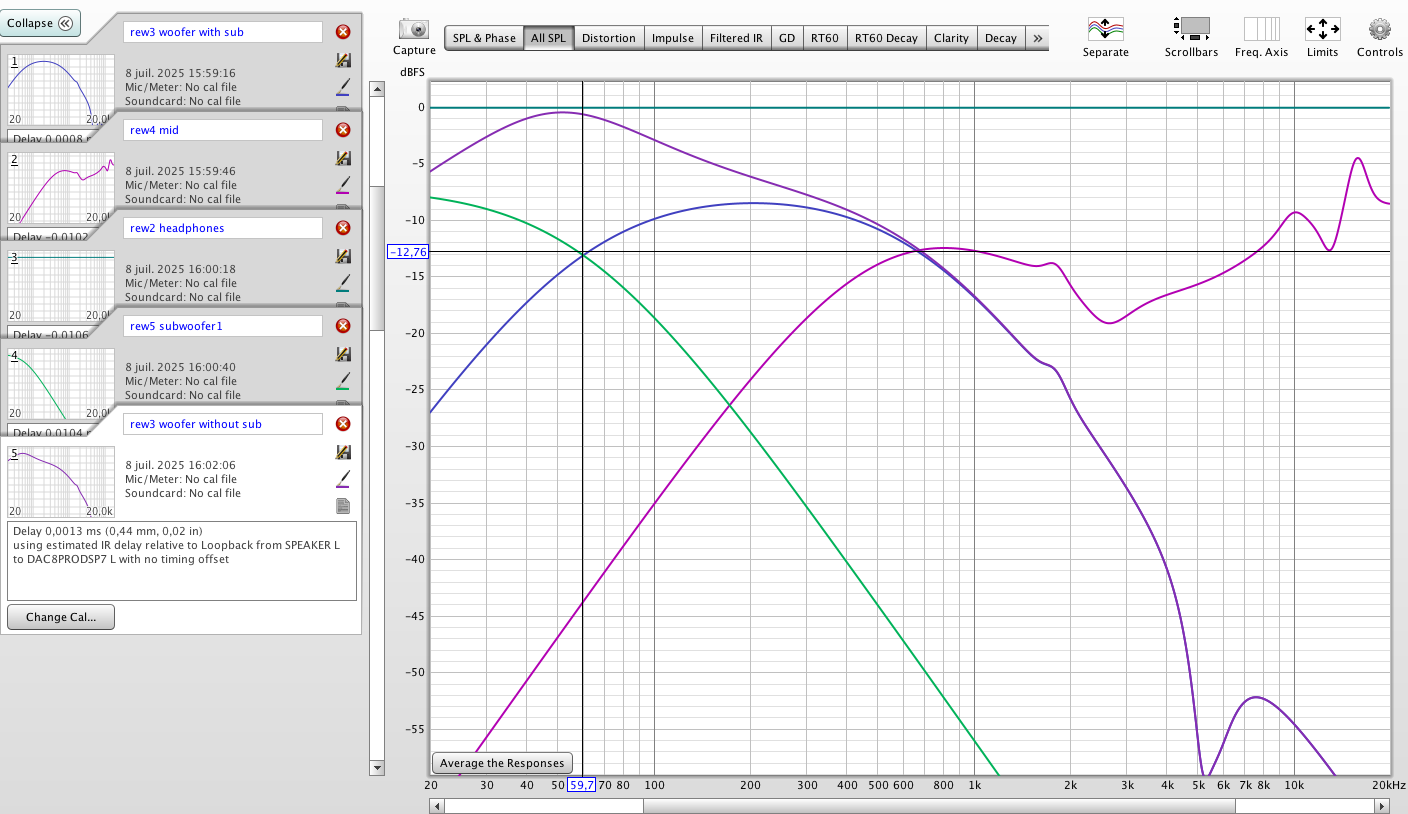 Collapse
rew3 woofer with sub
1
8 juil. 2025 15:59:16
Mic/Meter: No cal file
Soundcard: No cal file
20 20,0
Delay 0.0008
rew4 mid
2
8 juil. 2025 15:59:46
Mic/Meter: No cal file
Soundcard: No cal file
20 20,0
Delay −0.0102
rew2 headphones
3
8 juil. 2025 16:00:18
Mic/Meter: No cal file
Soundcard: No cal file
20 20,0
Delay −0.0106
rew5 subwoofer1
4
8 juil. 2025 16:00:40
Mic/Meter: No cal file
Soundcard: No cal file
20 20,0
Delay 0.0104
rew3 woofer without sub
5
8 juil. 2025 16:02:06
Mic/Meter: No cal file
Soundcard: No cal file
20 20,0k
Delay 0,0013 ms (0,44 mm, 0,02 in)
using estimated IR delay relative to Loopback from SPEAKER L
to DAC8PRODSP7 L with no timing offset
Change Cal...
Capture
SPL & Phase All SPL Distortion Impulse Filtered IR GD RT60 RT60 Decay Clarity Decay »
Separate Scrollbars Freq. Axis Limits Controls
dBFS
0
−5
−10
−12,76
−15
−20
−25
−30
−35
−40
−45
−50
−55
Average the Responses
20 30 40 50 59,7 70 80 100 200 300 400 500 600 800 1k 2k 3k 4k 5k 6k 7k 8k 10k 20kHz